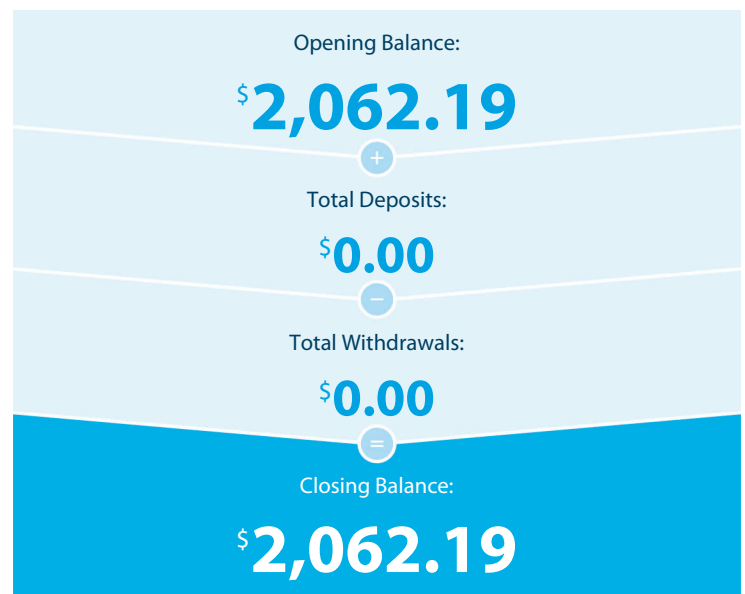 Opening Balance:
$2,062.19
+
Total Deposits:
$0.00
−
Total Withdrawals:
$0.00
=
Closing Balance:
$2,062.19